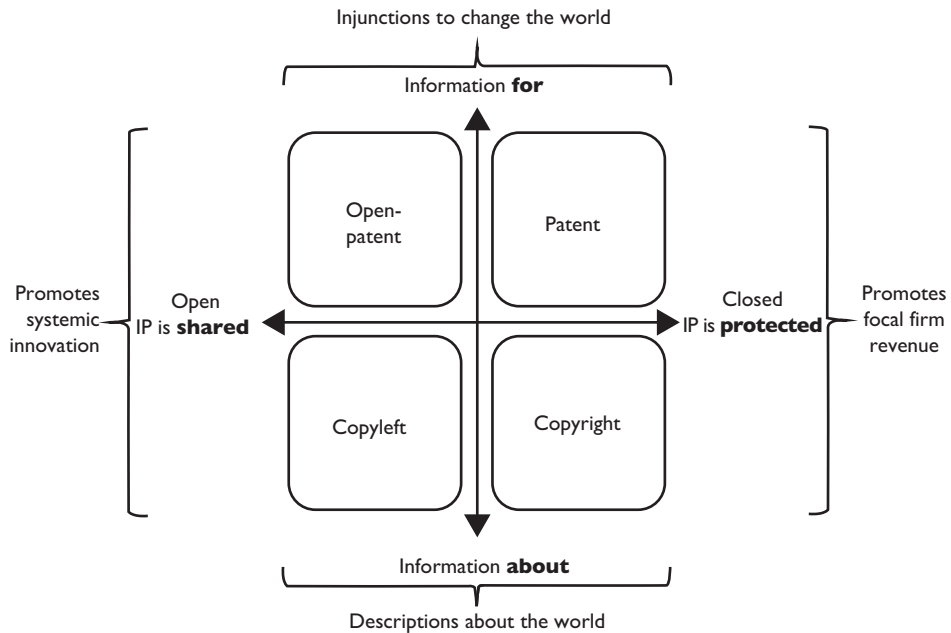 Injunctions to change the world
Information for
Open-
patent
Patent
Promotes
systemic
innovation
Open
IP is shared
Closed
IP is protected
Promotes
focal firm
revenue
Copyleft
Copyright
Information about
Descriptions about the world